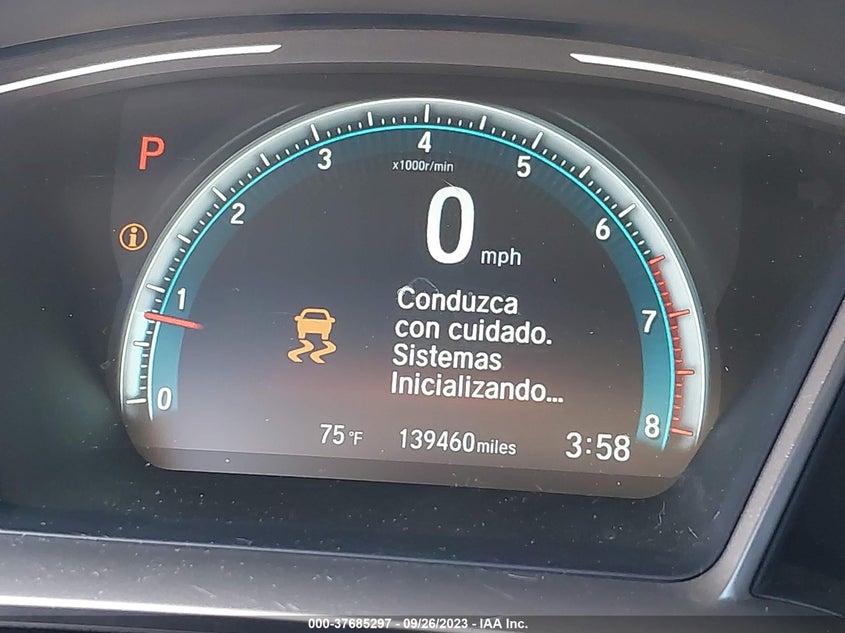 P
4
3
5
x1000r/min
2
6
0 mph
1
7
Conduzca
con cuidado.
Sistemas
Inicializando...
0
8
75°F
139460 miles
3:58
000-37685297 - 09/26/2023 - IAA Inc.